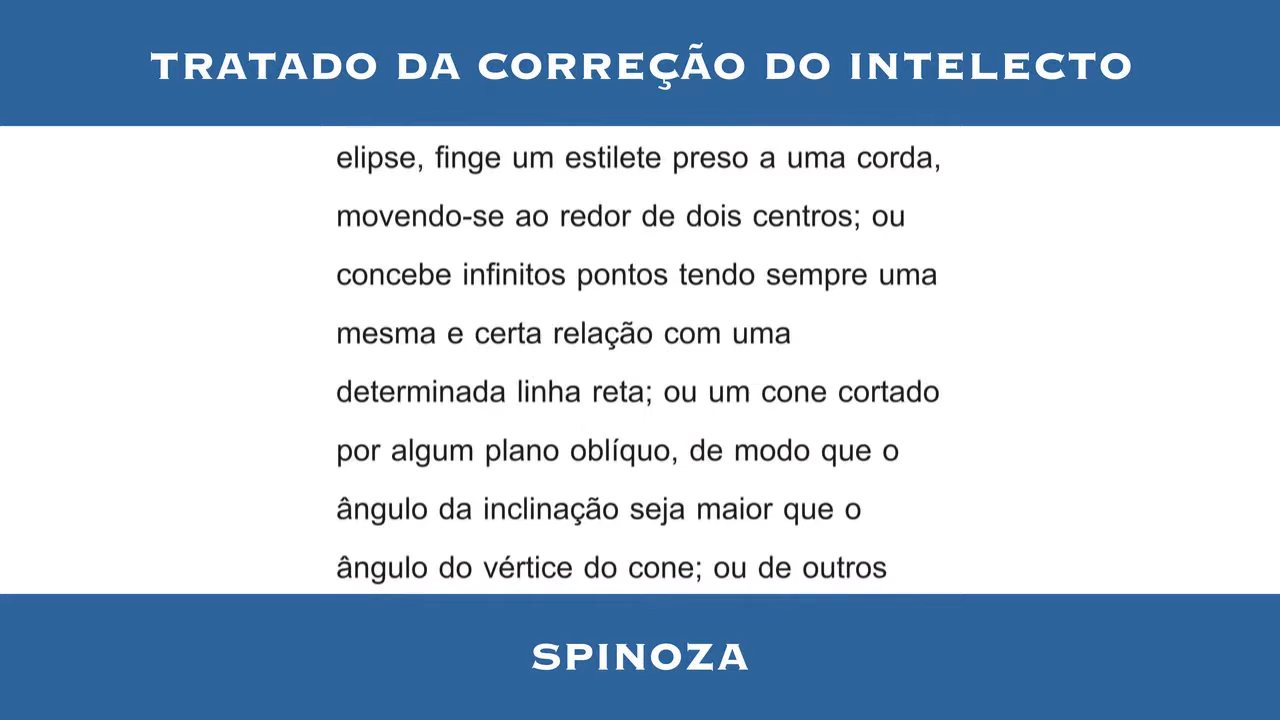 TRATADO DA CORREÇÃO DO INTELECTO
elipse, finge um estilete preso a uma corda,
movendo-se ao redor de dois centros; ou
concebe infinitos pontos tendo sempre uma
mesma e certa relação com uma
determinada linha reta; ou um cone cortado
por algum plano oblíquo, de modo que o
ângulo da inclinação seja maior que o
ângulo do vértice do cone; ou de outros
SPINOZA